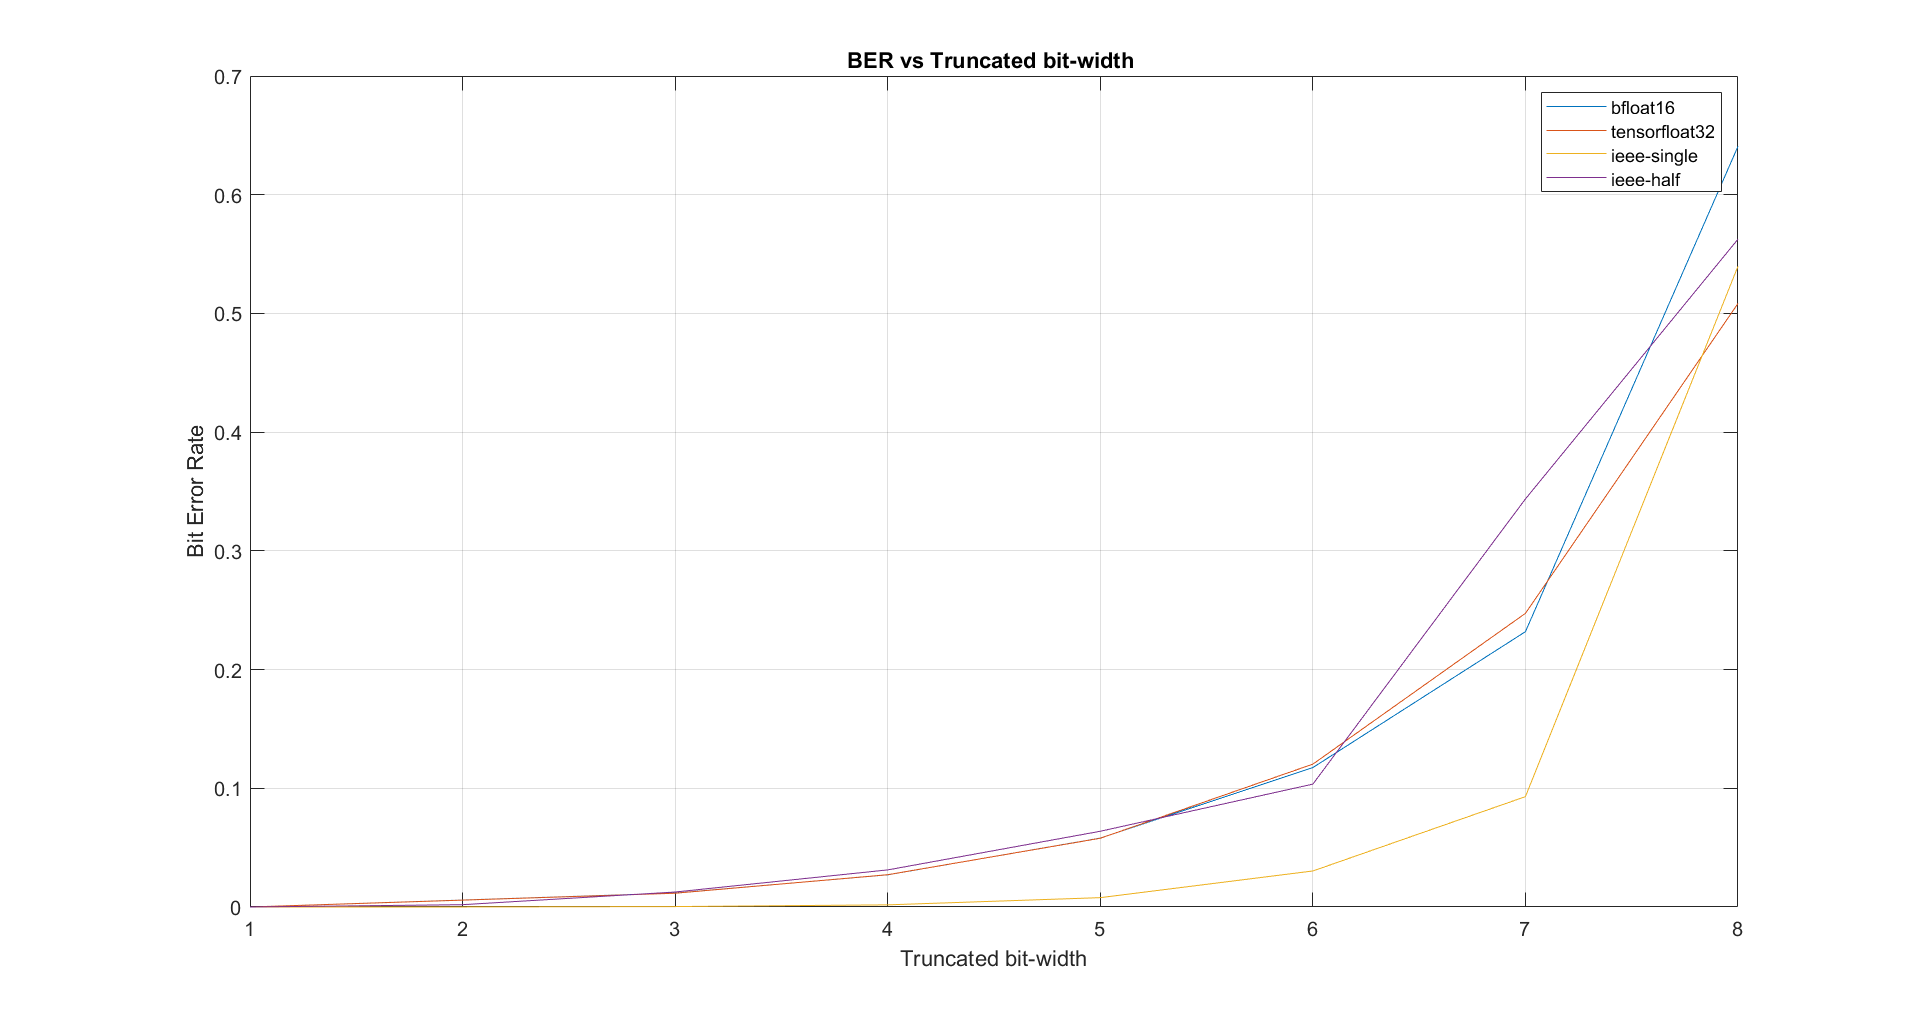 BER vs Truncated bit-width
bfloat16
tensorfloat32
ieee-single
ieee-half
0.7
0.6
0.5
0.4
0.3
0.2
0.1
0
Bit Error Rate
1 2 3 4 5 6 7 8
Truncated bit-width